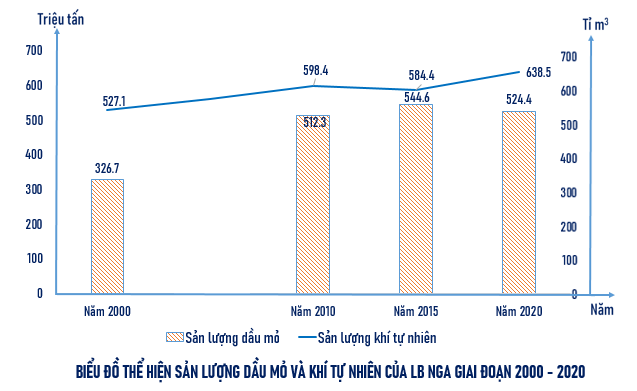 Triệu tấn
Tỉ m³
700
600
500
400
300
200
100
0
527.1
598.4
584.4
638.5
326.7
512.3
544.6
524.4
700
600
500
400
300
200
100
0
Năm 2000
Năm 2010
Năm 2015
Năm 2020
Năm
Sản lượng dầu mỏ
Sản lượng khí tự nhiên
BIỂU ĐỒ THỂ HIỆN SẢN LƯỢNG DẦU MỎ VÀ KHÍ TỰ NHIÊN CỦA LB NGA GIAI ĐOẠN 2000 - 2020